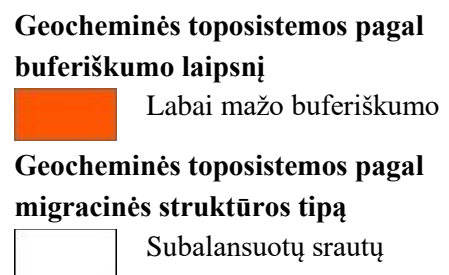 Geocheminės toposistemos pagal
buferiškumo laipsnį
Labai mažo buferiškumo
Geocheminės toposistemos pagal
migracinės struktūros tipą
Subalansuotų srautų